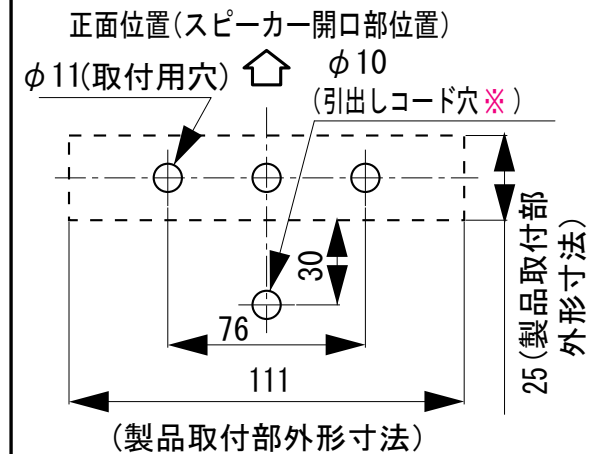 正面位置(スピーカー開口部位置)
φ11(取付用穴)
φ10
(引出しコード穴※)
30
76
111
(製品取付部外形寸法)
25(製品取付部
外形寸法)